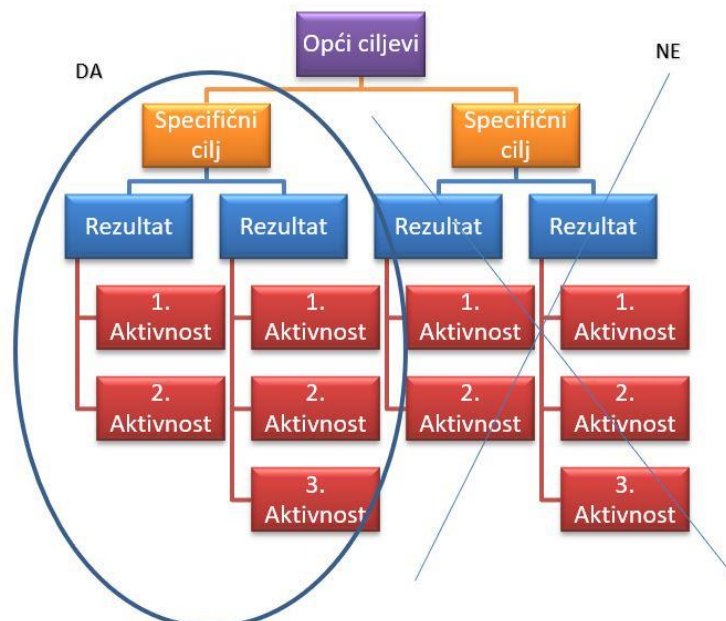 Opći ciljevi
DA
NE
Specifični
cilj
Specifični
cilj
Rezultat
Rezultat
Rezultat
Rezultat
1.
Aktivnost
1.
Aktivnost
1.
Aktivnost
1.
Aktivnost
2.
Aktivnost
2.
Aktivnost
2.
Aktivnost
2.
Aktivnost
3.
Aktivnost
3.
Aktivnost